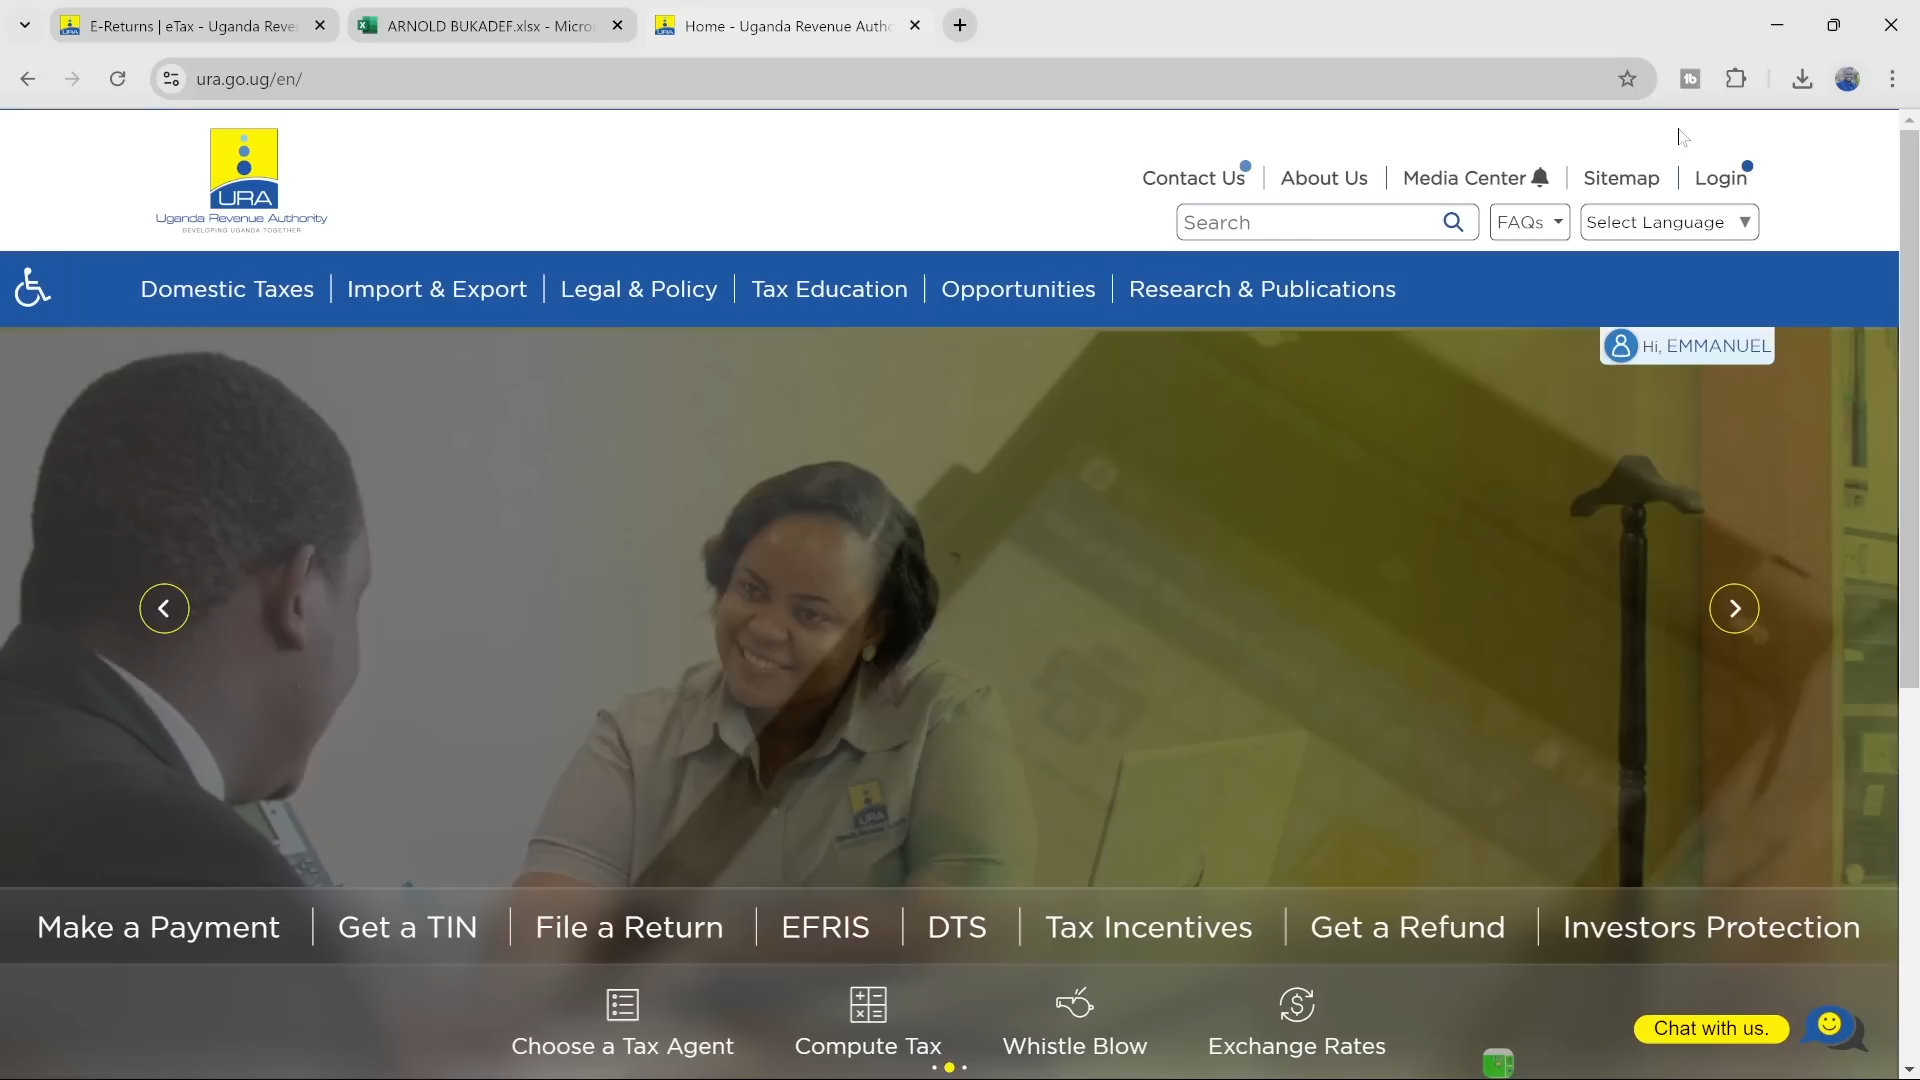 E-Returns | eTax - Uganda Reve
ARNOLD BUKADEF.xlsx - Micros
Home - Uganda Revenue Autho
ura.go.ug/en/
URA
Uganda Revenue Authority
DEVELOPING UGANDA TOGETHER
Contact Us
About Us
Media Center
Sitemap
Login
Search
FAQs
Select Language
Domestic Taxes
Import & Export
Legal & Policy
Tax Education
Opportunities
Research & Publications
Hi, EMMANUEL
URA
Make a Payment
Get a TIN
File a Return
EFRIS
DTS
Tax Incentives
Get a Refund
Investors Protection
Choose a Tax Agent
Compute Tax
Whistle Blow
Exchange Rates
Chat with us.